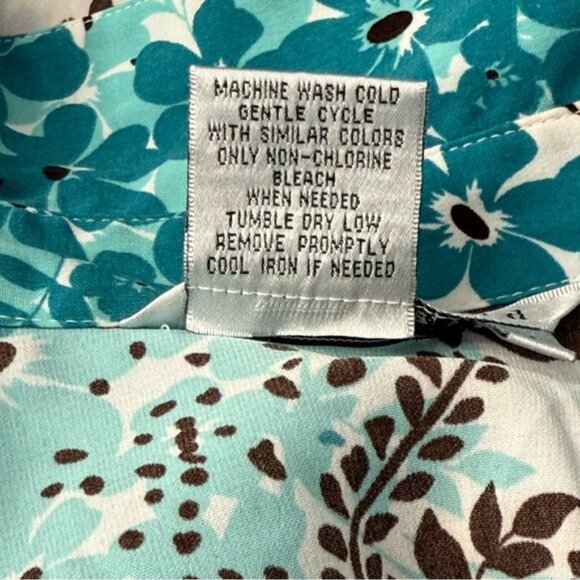 MACHINE WASH COLD
GENTLE CYCLE
WITH SIMILAR COLORS
ONLY NON-CHLORINE
BLEACH
WHEN NEEDED
TUMBLE DRY LOW
REMOVE PROMPTLY
COOL IRON IF NEEDED